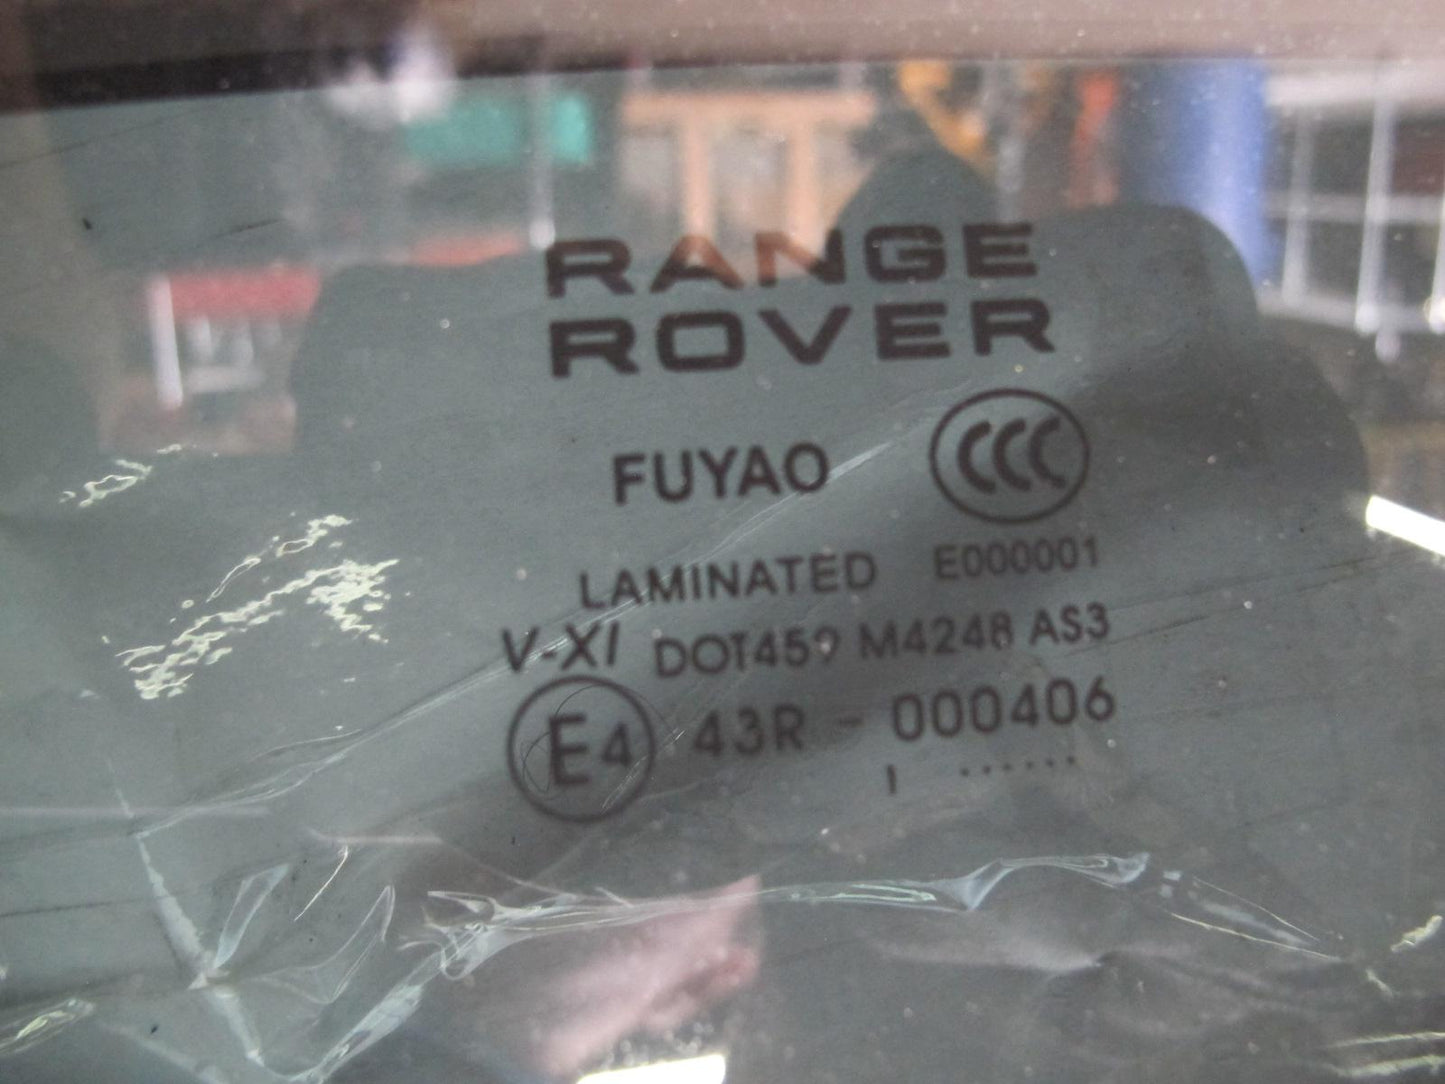 RANGE
ROVER
FUYAO CCC
LAMINATED E000001
V-XI DOT459 M4248 AS3
E4 43R - 000406
I ......